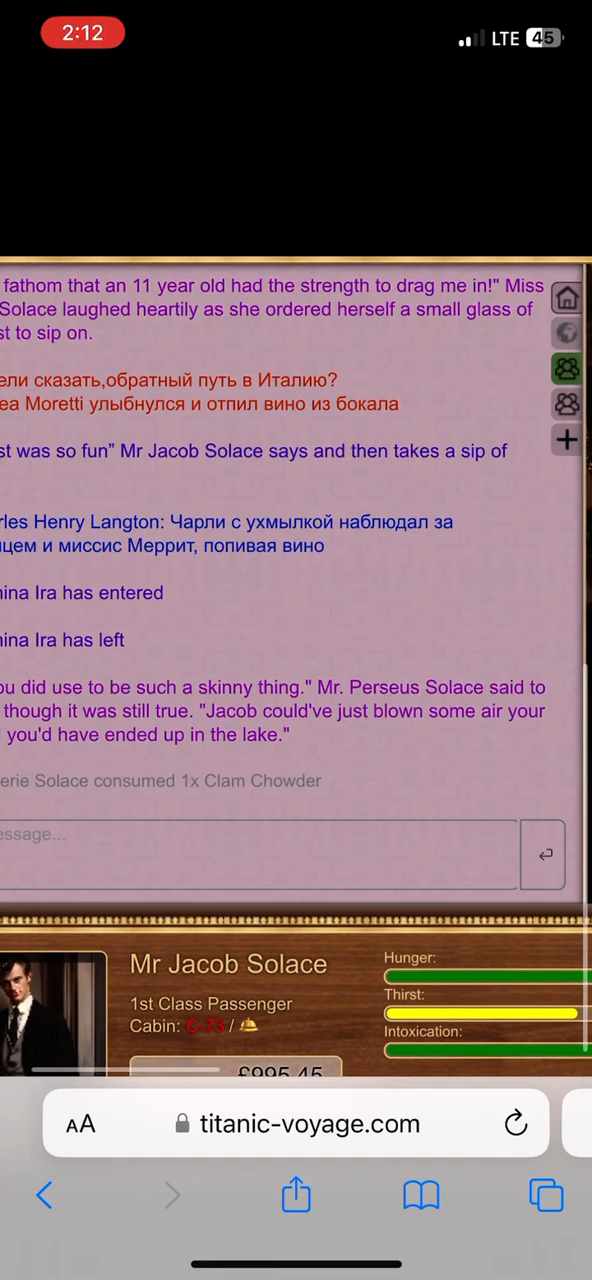 2:12
LTE 45
fathom that an 11 year old had the strength to drag me in!" Miss
Solace laughed heartily as she ordered herself a small glass of
st to sip on.
ели сказать,обратный путь в Италию?
ea Moretti улыбнулся и отпил вино из бокала
st was so fun” Mr Jacob Solace says and then takes a sip of
rles Henry Langton: Чарли с ухмылкой наблюдал за
цем и миссис Меррит, попивая вино
nina Ira has entered
nina Ira has left
ou did use to be such a skinny thing." Mr. Perseus Solace said to
though it was still true. "Jacob could've just blown some air your
you'd have ended up in the lake."
erie Solace consumed 1x Clam Chowder
essage...
Mr Jacob Solace
1st Class Passenger
Cabin: C-73 /
£995.45
Hunger:
Thirst:
Intoxication:
AA titanic-voyage.com